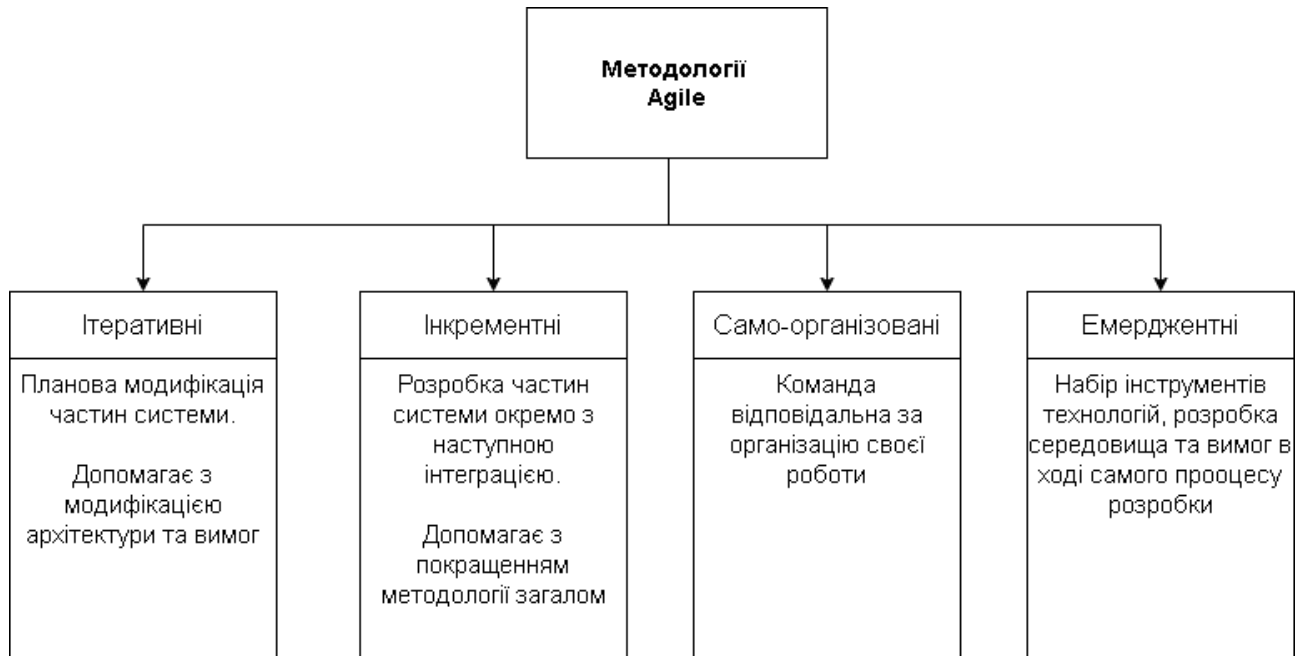 Методології
Agile
Ітеративні
Планова модифікація
частин системи.
Допомагає з
модифікацією
архітектури та вимог
Інкрементні
Розробка частин
системи окремо з
наступною
інтеграцією.
Допомагає з
покращенням
методології загалом
Само-організовані
Команда
відповідальна за
організацію своєї
роботи
Емерджентні
Набір інструментів
технологій, розробка
середовища та вимог в
ході самого прооцесу
розробки